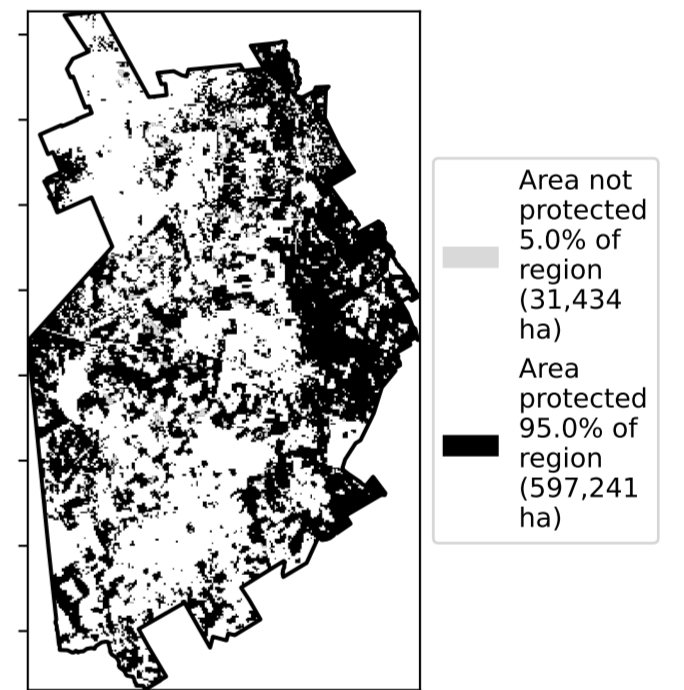 Area not
protected
5.0% of
region
(31,434
ha)
Area
protected
95.0% of
region
(597,241
ha)